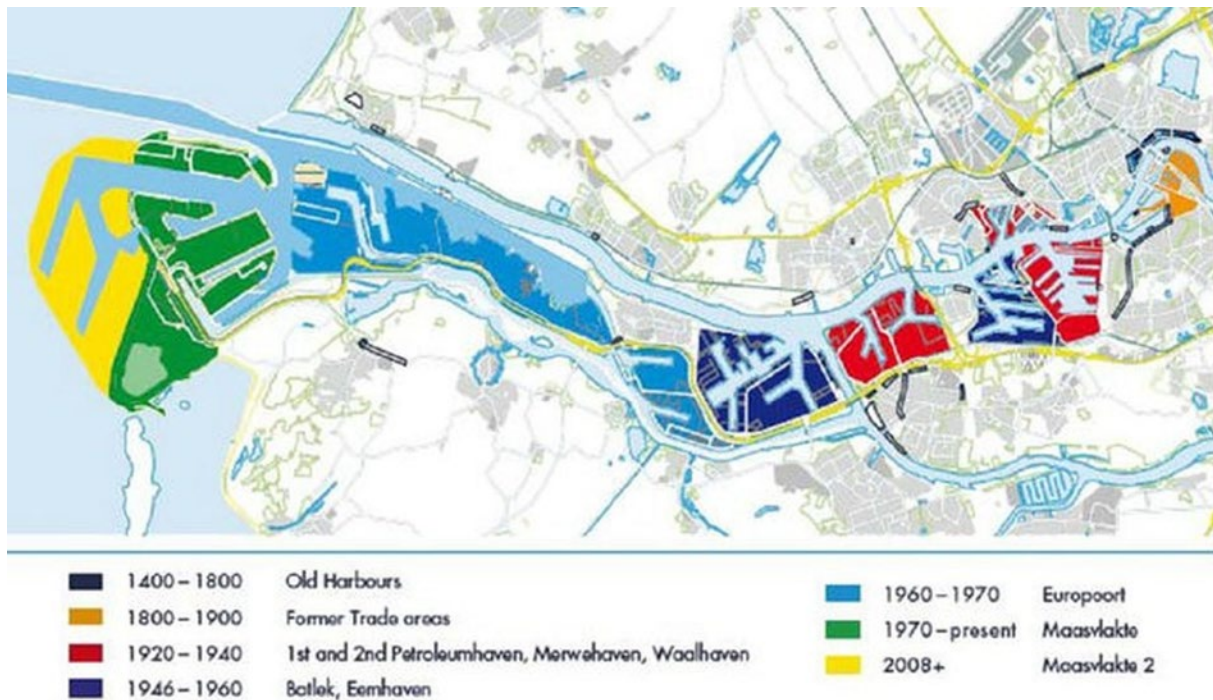 1400 – 1800 Old Harbours
1800 – 1900 Former Trade areas
1920 – 1940 1st and 2nd Petroleumhaven, Merwehaven, Waalhaven
1946 – 1960 Botlek, Eemhaven
1960 – 1970 Europoort
1970 – present Maasvlakte
2008+ Maasvlakte 2